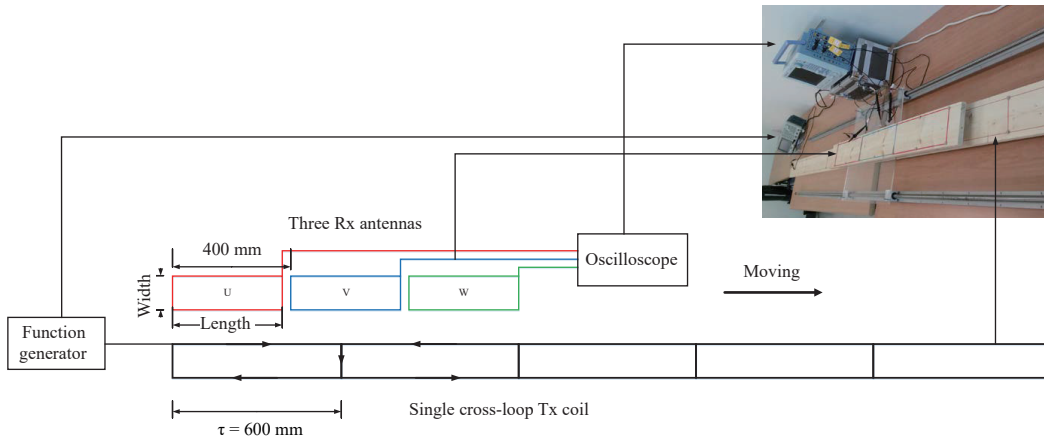 Three Rx antennas
400 mm
Oscilloscope
Moving
Width
U
V
W
Length
Function
generator
Single cross-loop Tx coil
τ = 600 mm